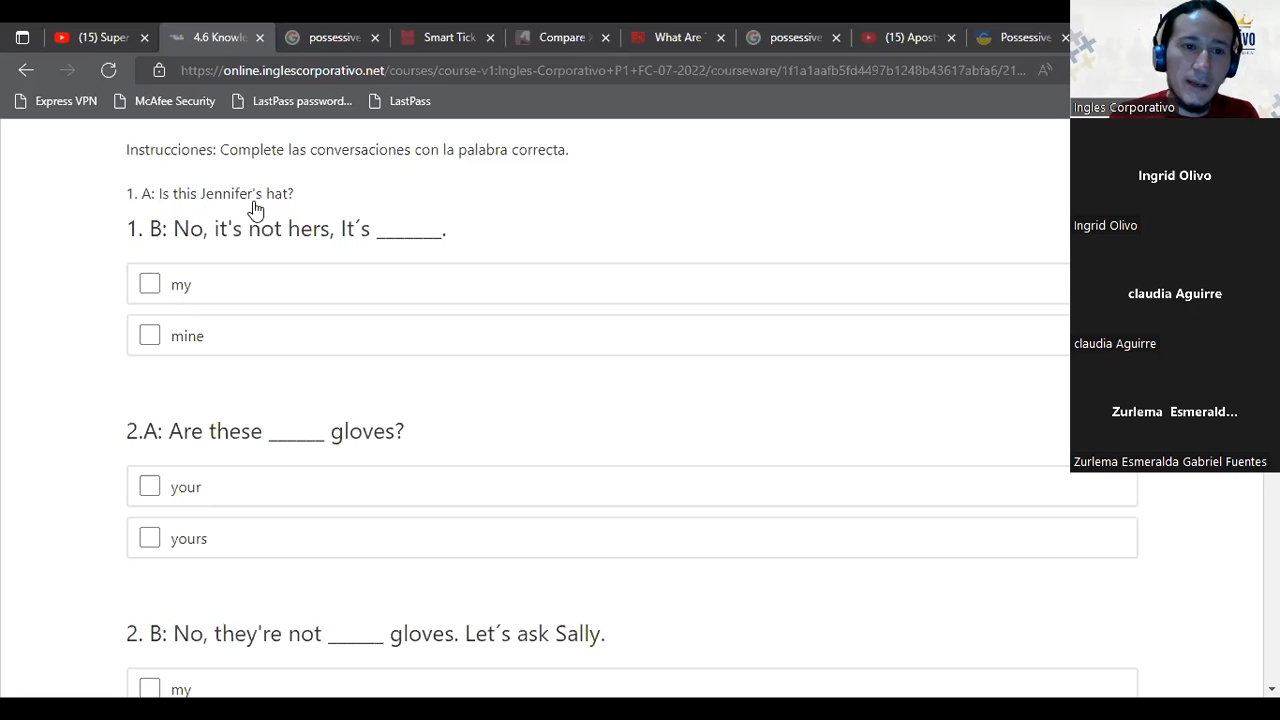 (15) Super
4.6 Knowle
possessive
Smart Tick
Compare
What Are
possessive
(15) Apost
Possessive
https://online.inglescorporativo.net/courses/course-v1:Ingles-Corporativo+P1+FC-07-2022/courseware/1f1a1aafb5fd4497b1248b43617abfa6/21...
Express VPN
McAfee Security
LastPass password...
LastPass
Instrucciones: Complete las conversaciones con la palabra correcta.
1. A: Is this Jennifer's hat?
1. B: No, it's not hers, It´s _______.
my
mine
2.A: Are these ______ gloves?
your
yours
2. B: No, they're not ______ gloves. Let´s ask Sally.
my
Ingles Corporativo
Ingrid Olivo
Ingrid Olivo
claudia Aguirre
claudia Aguirre
Zurlema Esmerald...
Zurlema Esmeralda Gabriel Fuentes